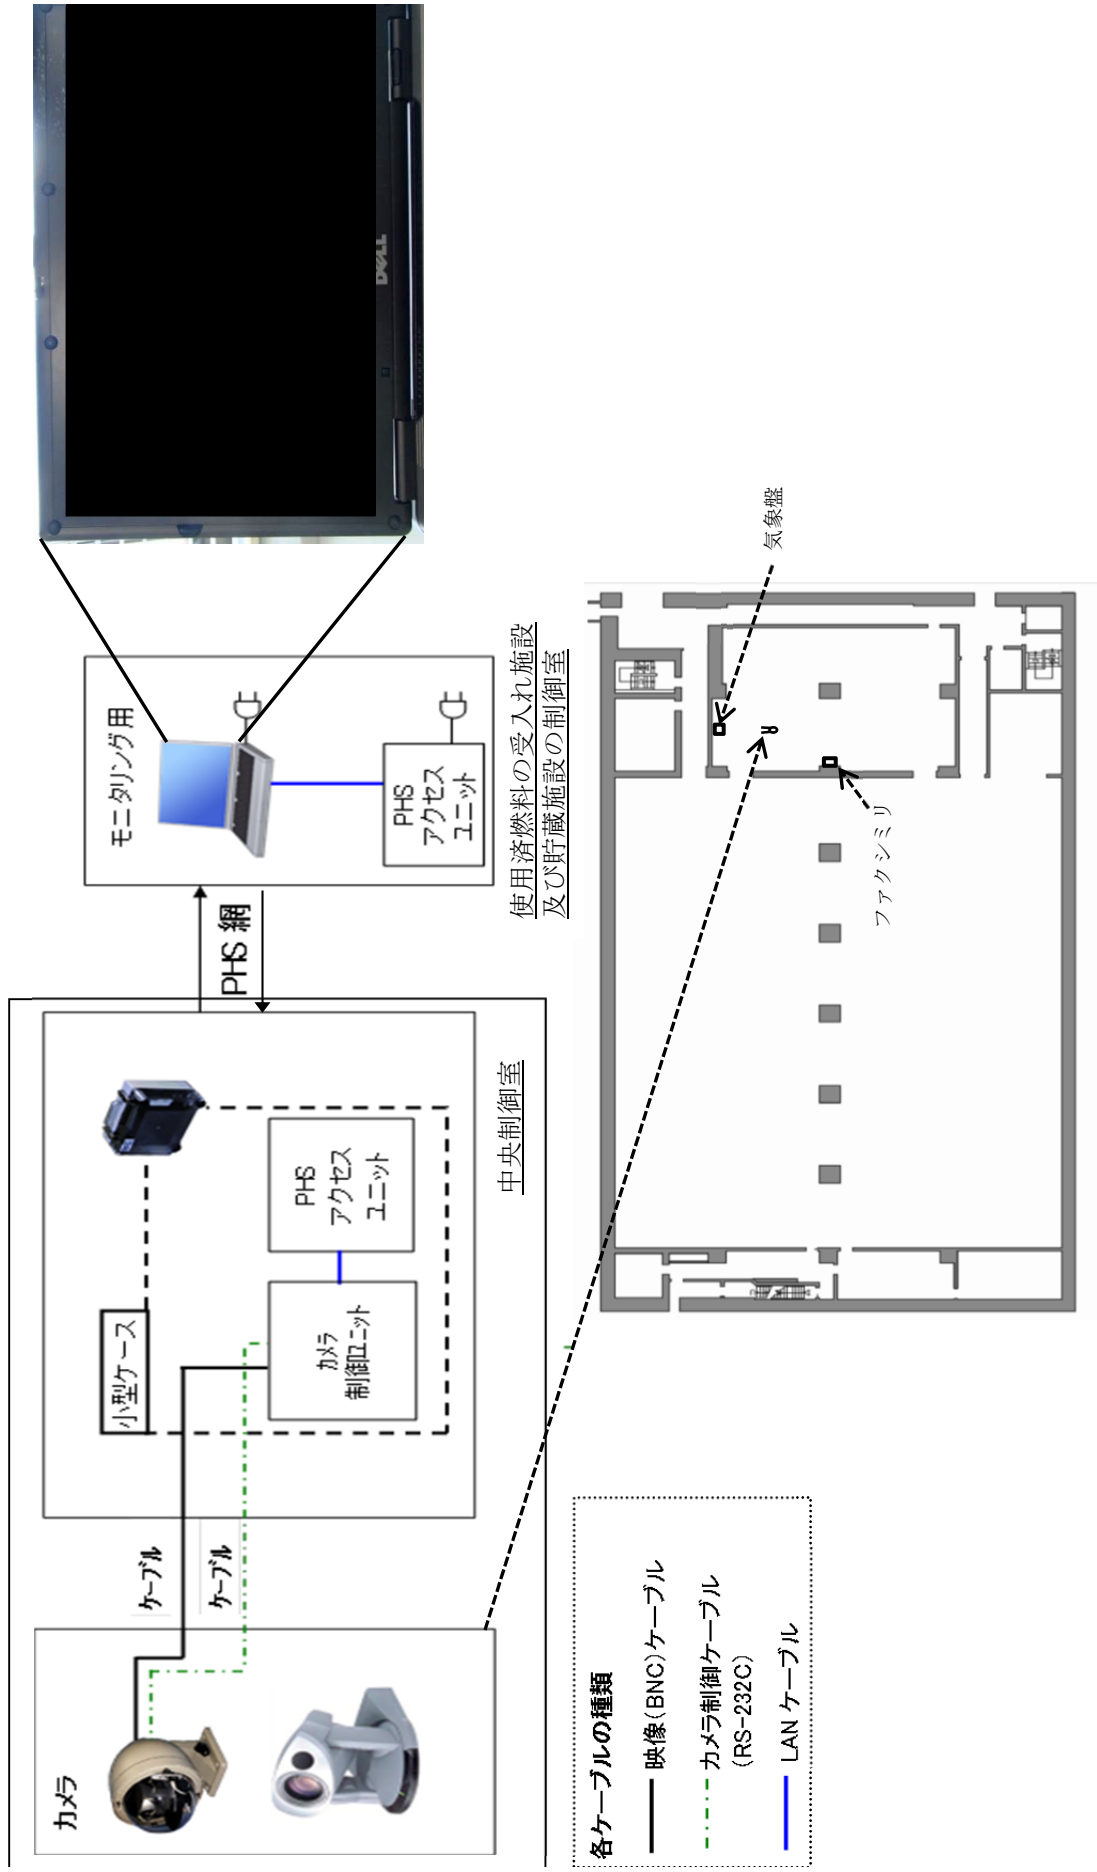 カメラ
ケーブル
ケーブル
小型ケース
カメラ
制御ユニット
PHS
アクセス
ユニット
中央制御室
PHS 網
モニタリング用
PHS
アクセス
ユニット
使用済燃料の受入れ施設
及び貯蔵施設の制御室
DELL
各ケーブルの種類
映像(BNC)ケーブル
カメラ制御ケーブル
(RS-232C)
LAN ケーブル
ファクシミリ
気象盤